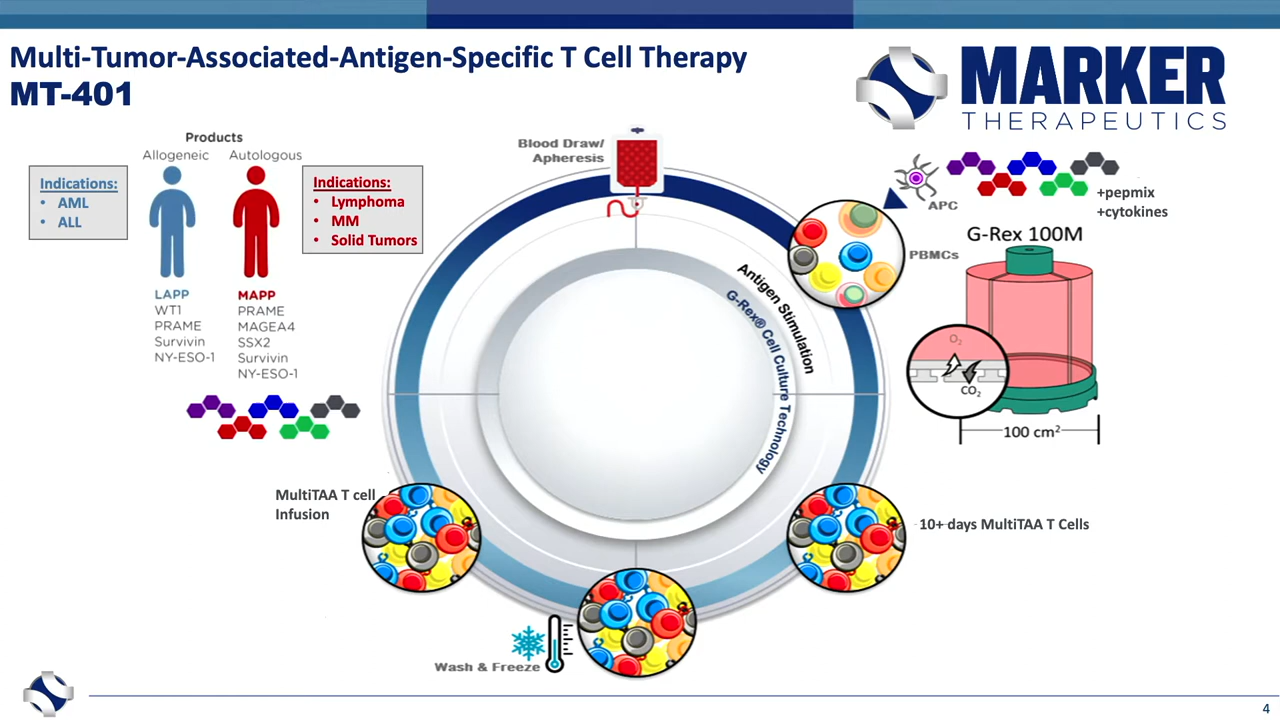 Multi-Tumor-Associated-Antigen-Specific T Cell Therapy
MT-401
MARKER
THERAPEUTICS
Products
Allogeneic
Autologous
Indications:
• AML
• ALL
Indications:
• Lymphoma
• MM
• Solid Tumors
LAPP
WT1
PRAME
Survivin
NY-ESO-1
MAPP
PRAME
MAGEA4
SSX2
Survivin
NY-ESO-1
Blood Draw/
Apheresis
APC
+pepmix
+cytokines
PBMCs
G-Rex 100M
O2
CO2
100 cm²
Antigen Stimulation
G-Rex® Cell Culture Technology
10+ days MultiTAA T Cells
Wash & Freeze
MultiTAA T cell
Infusion
4